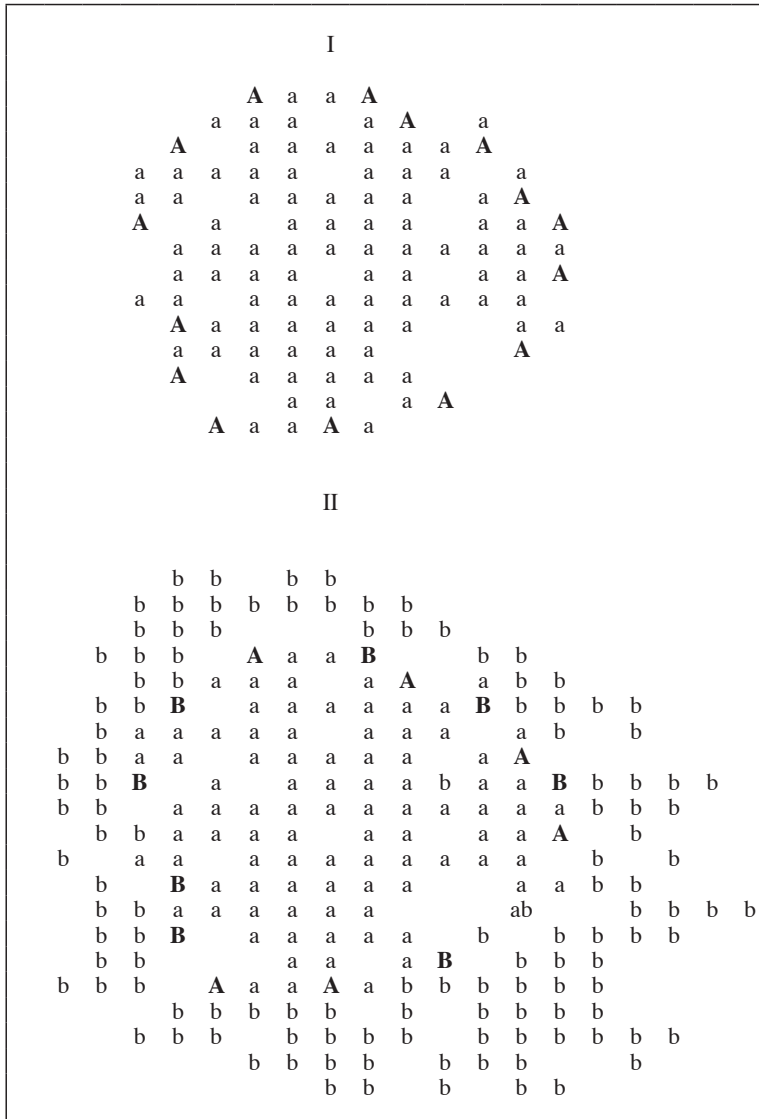 I
A a a A
a a a a A a
A a a a a a a A
a a a a a a a a a
a a a a a a a a A
A a a a a a a a A
a a a a a a a a a a a
a a a a a a a a A
a a a a a a a a a a
A a a a a a a a a
a a a a a a A
A a a a a a
a a a A
A a a A a
II
b b b b
b b b b b b b b
b b b b b b
b b b A a a B b b
b b a a a a A a b b
b b B a a a a a a B b b b b
b a a a a a a a a a b b
b b a a a a a a a a A
b b B a a a a a b a a B b b b b
b b a a a a a a a a a a a b b b
b b a a a a a a a a A b
b a a a a a a a a a a b b
b B a a a a a a a a b b
b b a a a a a a ab b b b b
b b B a a a a a b b b b b
b b a a a B b b b
b b b A a a A a b b b b b b
b b b b b b b b b b
b b b b b b b b b b b b b
b b b b b b b b
b b b b b